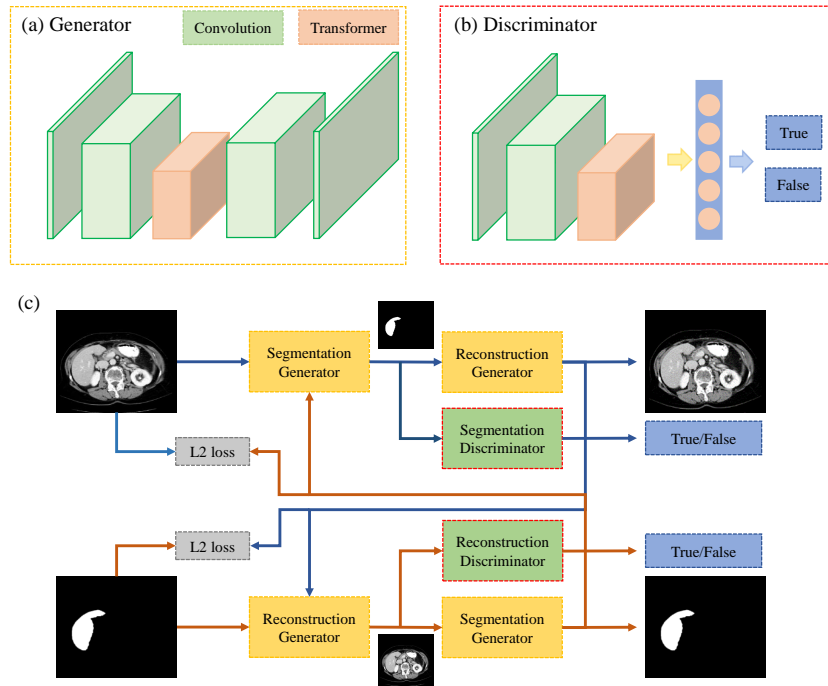 (a) Generator
Convolution
Transformer
(b) Discriminator
True
False
(c)
Segmentation
Generator
Reconstruction
Generator
Segmentation
Discriminator
True/False
L2 loss
L2 loss
Reconstruction
Discriminator
True/False
Reconstruction
Generator
Segmentation
Generator